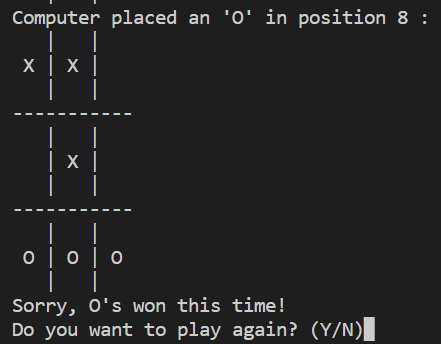 Computer placed an 'O' in position 8 :
   |   |
 X | X |
   |   |
-----------
   |   |
   | X |
   |   |
-----------
   |   |
 O | O | O
   |   |
Sorry, O's won this time!
Do you want to play again? (Y/N)